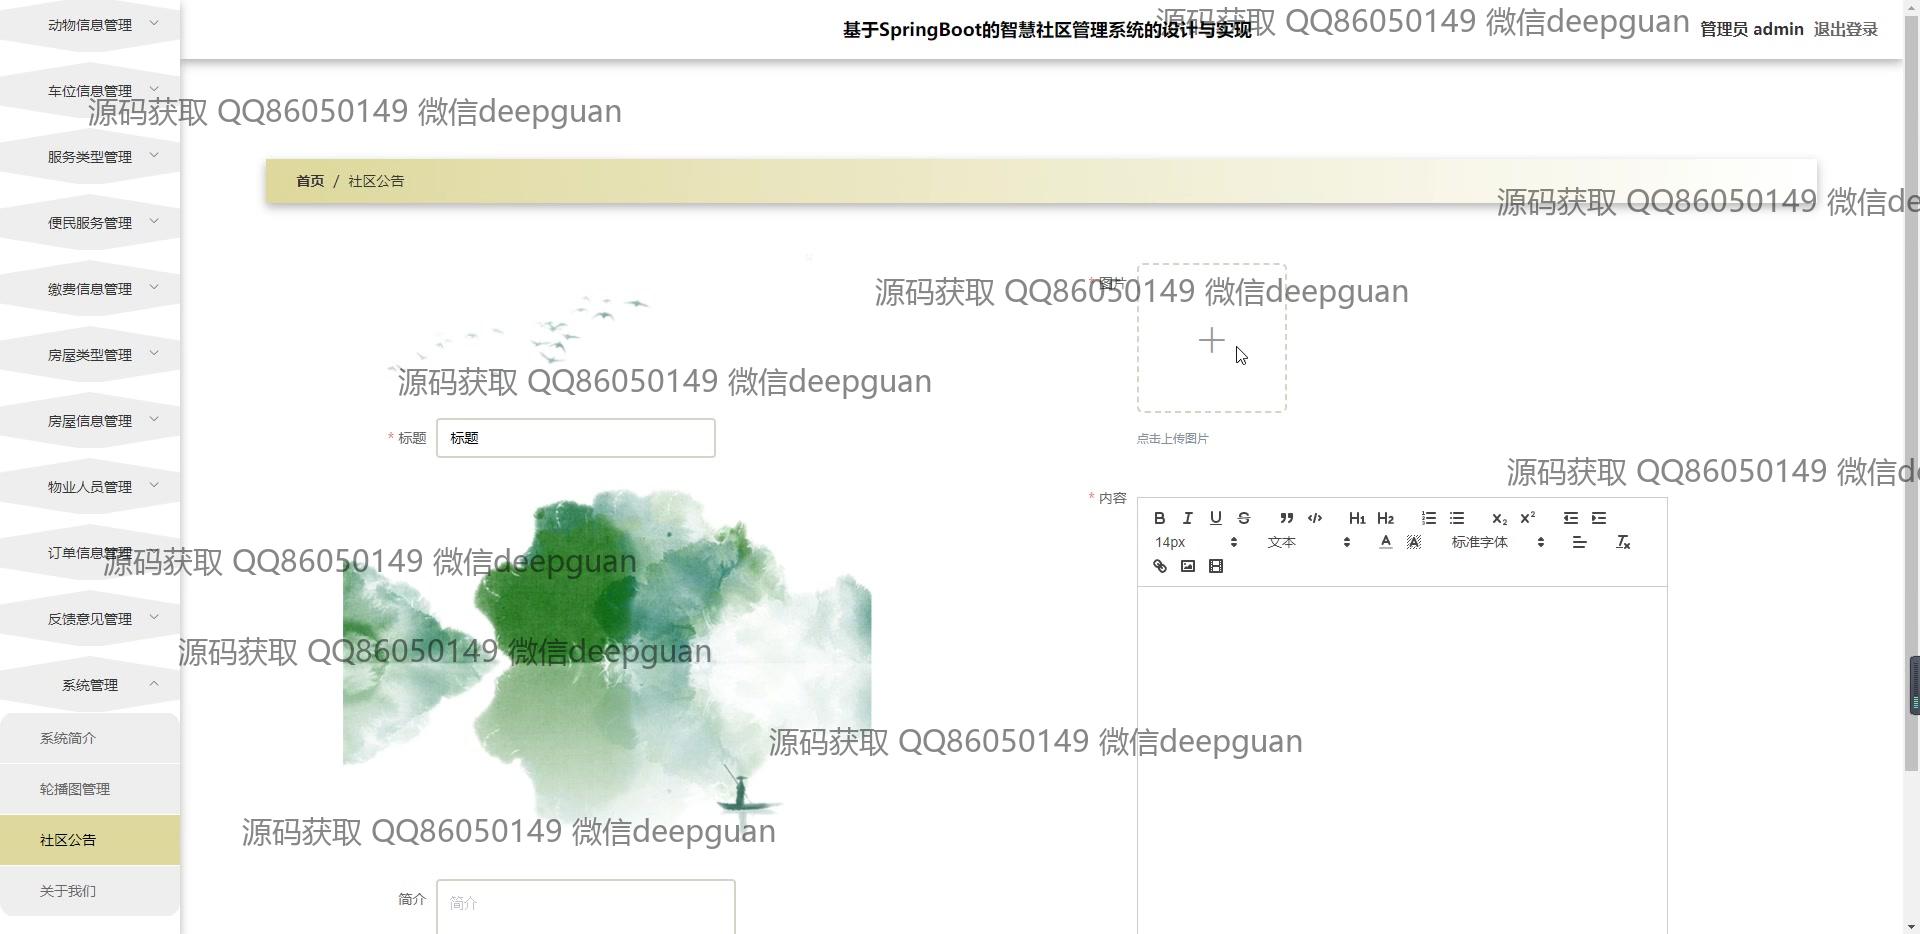 基于SpringBoot的智慧社区管理系统的设计与实现
管理员 admin 退出登录
源码获取 QQ86050149 微信deepguan
动物信息管理
车位信息管理
源码获取 QQ86050149 微信deepguan
服务类型管理
便民服务管理
缴费信息管理
房屋类型管理
房屋信息管理
物业人员管理
订单信息管理
反馈意见管理
系统管理
系统简介
轮播图管理
社区公告
关于我们
首页 / 社区公告
源码获取 QQ86050149 微信de
* 图片
源码获取 QQ86050149 微信deepguan
点击上传图片
源码获取 QQ86050149 微信deepguan
* 标题 标题
源码获取 QQ86050149 微信d
* 内容
B I U S H1 H2 X2 X2
14px 文本 A A 标准字体 Tx
源码获取 QQ86050149 微信deepguan
源码获取 QQ86050149 微信deepguan
源码获取 QQ86050149 微信deepguan
源码获取 QQ86050149 微信deepguan
简介 简介